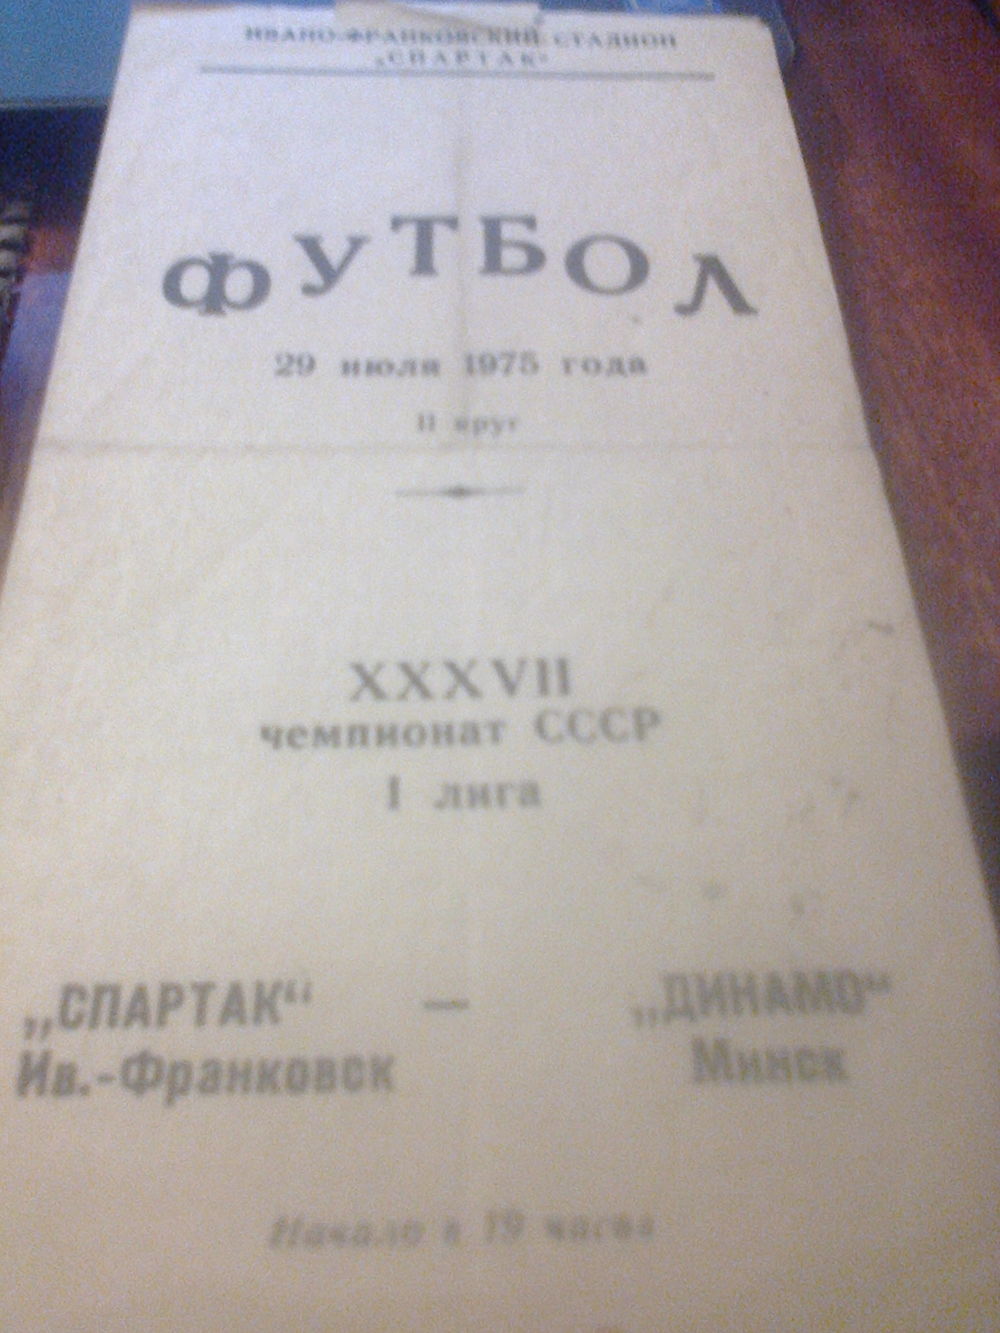 ИВАНО-ФРАНКОВСКИЙ СТАДИОН
„СПАРТАК“
ФУТБОЛ
29 июля 1975 года
II круг
XXXVII
чемпионат СССР
I лига
„СПАРТАК“ — „ДИНАМО“
Ив.-Франковск Минск
Начало в 19 часов